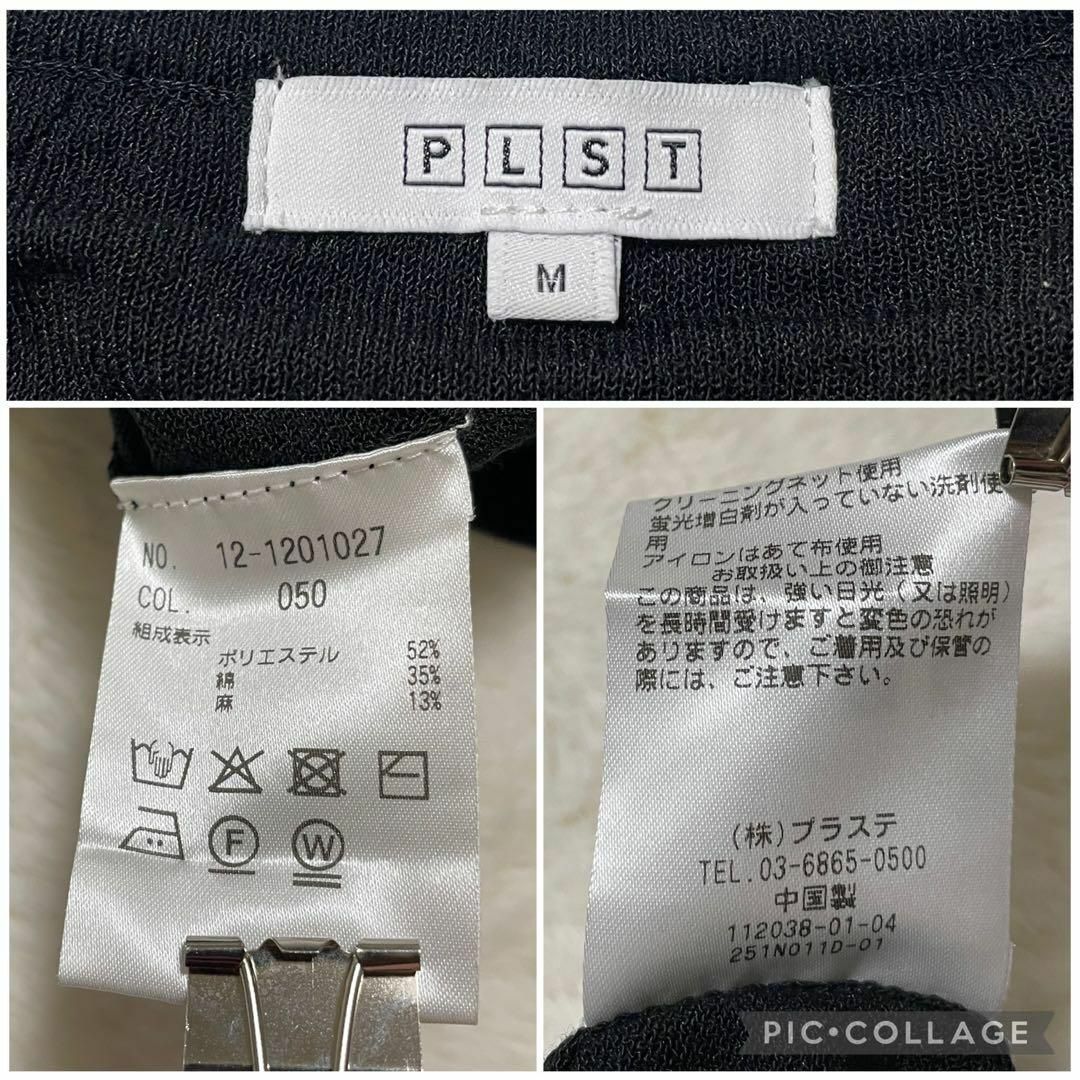 PLST
M
NO. 12-1201027
COL. 050
組成表示
ポリエステル 52%
綿 35%
麻 13%
F
W
クリーニングネット使用
蛍光増白剤が入っていない洗剤使
用
アイロンはあて布使用
お取扱い上の御注意
この商品は、強い日光(又は照明)
を長時間受けますと変色の恐れが
ありますので、ご着用及び保管の
際には、ご注意下さい。
(株)プラステ
TEL.03-6865-0500
中国製
112038-01-04
251N011D-01
PIC•COLLAGE